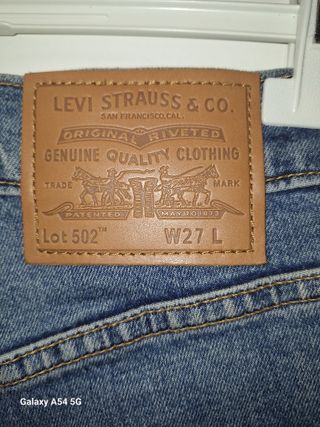 LEVI STRAUSS & CO.
SAN FRANCISCO, CAL.
ORIGINAL RIVETED
GENUINE QUALITY CLOTHING
TRADE MARK
PATENTED MAY 20 1873
Lot 502™ W27 L
Galaxy A54 5G